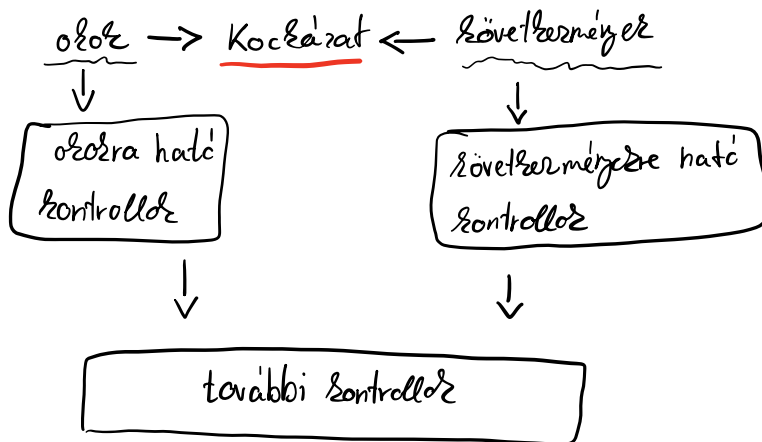 okok → Kockázat ← következmények
okokra ható
kontrollok
következményekre ható
kontrollok
további kontrollok